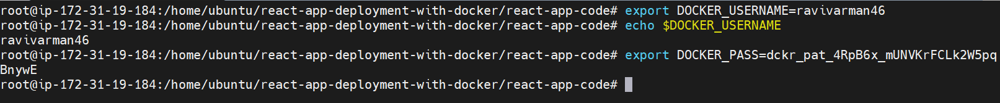 root@ip-172-31-19-184:/home/ubuntu/react-app-deployment-with-docker/react-app-code# export DOCKER_USERNAME=ravivarman46
root@ip-172-31-19-184:/home/ubuntu/react-app-deployment-with-docker/react-app-code# echo $DOCKER_USERNAME
ravivarman46
root@ip-172-31-19-184:/home/ubuntu/react-app-deployment-with-docker/react-app-code# export DOCKER_PASS=dckr_pat_4RpB6x_mUNVKrFCLk2W5pq
BnywE
root@ip-172-31-19-184:/home/ubuntu/react-app-deployment-with-docker/react-app-code#